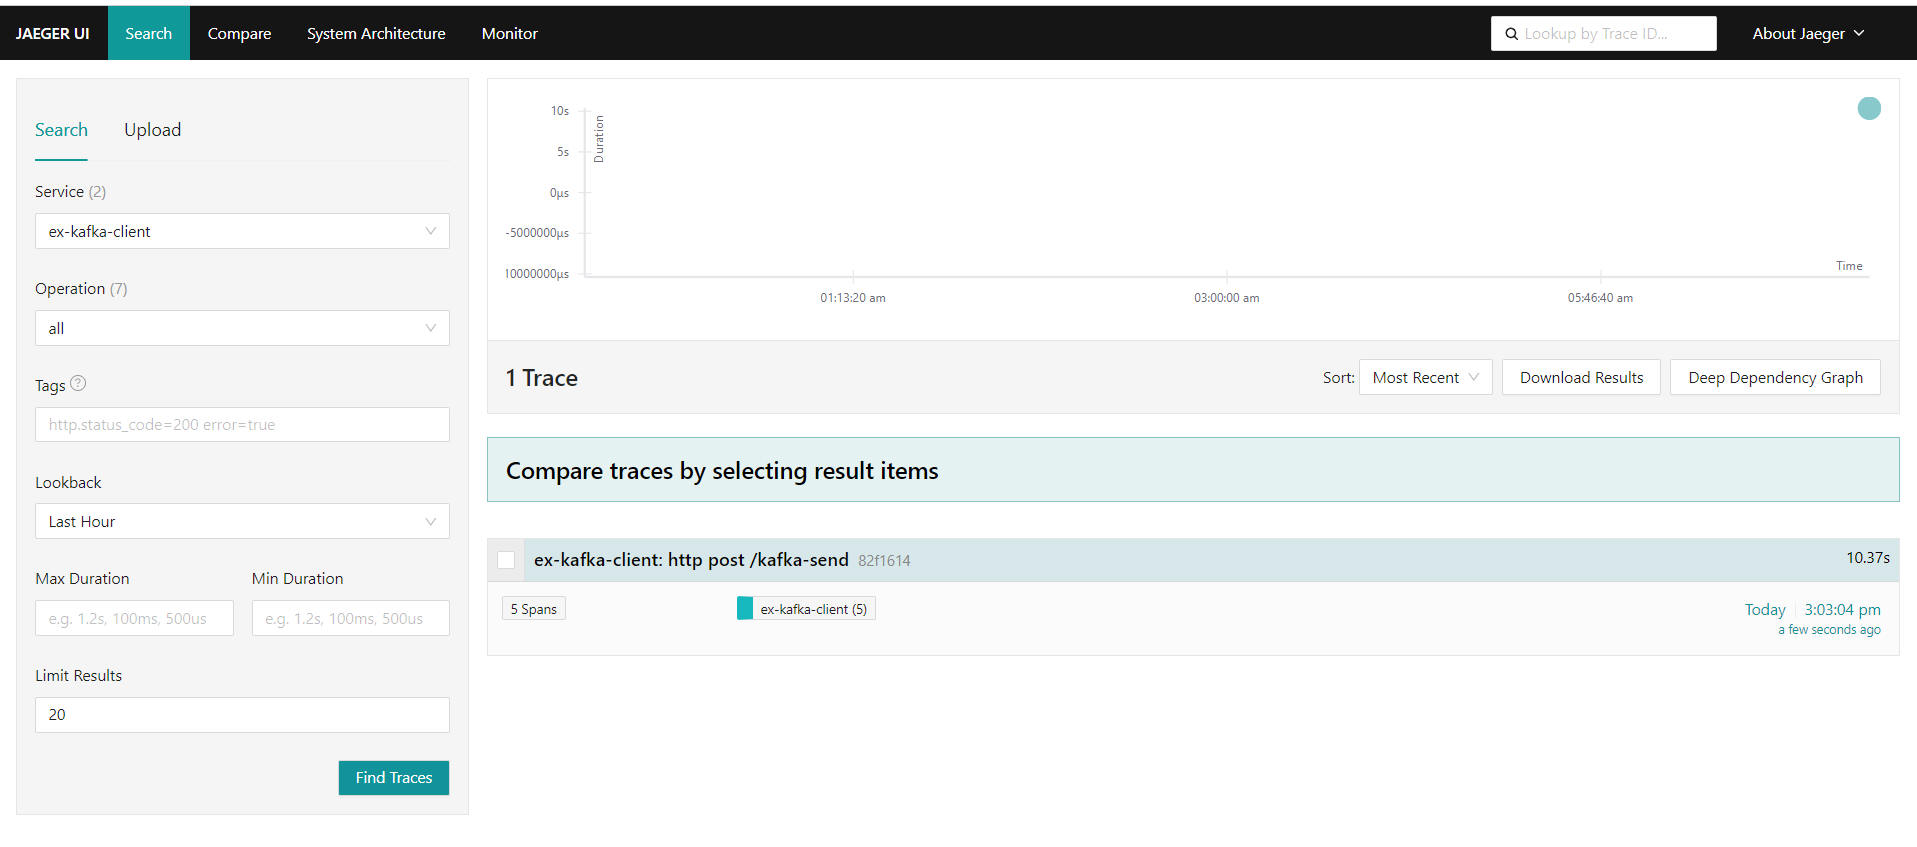 JAEGER UI Search Compare System Architecture Monitor Lookup by Trace ID... About Jaeger
Search Upload
Service (2)
ex-kafka-client
Operation (7)
all
Tags ?
http.status_code=200 error=true
Lookback
Last Hour
Max Duration Min Duration
e.g. 1.2s, 100ms, 500us e.g. 1.2s, 100ms, 500us
Limit Results
20
Find Traces
10s
5s
0μs
-5000000μs
10000000μs
Duration
Time
01:13:20 am 03:00:00 am 05:46:40 am
1 Trace Sort: Most Recent Download Results Deep Dependency Graph
Compare traces by selecting result items
ex-kafka-client: http post /kafka-send 82f1614 10.37s
5 Spans ex-kafka-client (5) Today 3:03:04 pm
a few seconds ago